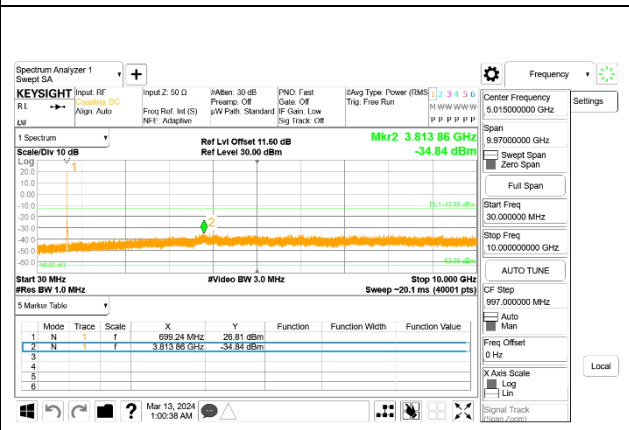 Spectrum Analyzer 1
Swept SA
Frequency
KEYSIGHT
RL
Input: RF
Coupling: DC
Align: Auto
Input Z: 50 Ω
Freq Ref: Int (S)
NFE: Adaptive
#Atten: 30 dB
Preamp: Off
µW Path: Standard
PNO: Fast
Gate: Off
IF Gain: Low
Sig Track: Off
#Avg Type: Power (RMS
Trig: Free Run
1 2 3 4 5 6
M W W W W W
P P P P P P
Center Frequency
5.015000000 GHz
Settings
Span
9.97000000 GHz
Swept Span
Zero Span
Full Span
Start Freq
30.000000 MHz
Stop Freq
10.000000000 GHz
AUTO TUNE
CF Step
997.000000 MHz
Auto
Man
Freq Offset
0 Hz
X Axis Scale
Log
Lin
Signal Track
(Span Zoom)
Local
1 Spectrum
Scale/Div 10 dB
Log
Ref Lvl Offset 11.60 dB
Ref Level 30.00 dBm
Mkr2 3.813 86 GHz
-34.84 dBm
20.0
10.0
0.00
-10.0
-20.0
-30.0
-40.0
-50.0
-60.0
1
2
DL1 -13.00 dBm
Start 30 MHz
#Res BW 1.0 MHz
#Video BW 3.0 MHz
Stop 10.000 GHz
Sweep ~20.1 ms (40001 pts)
5 Marker Table
Mode Trace Scale X Y Function Function Width Function Value
1 N 1 f 699.24 MHz 26.81 dBm
2 N 1 f 3.813 86 GHz -34.84 dBm
3
4
5
6
Mar 13, 2024
1:00:38 AM